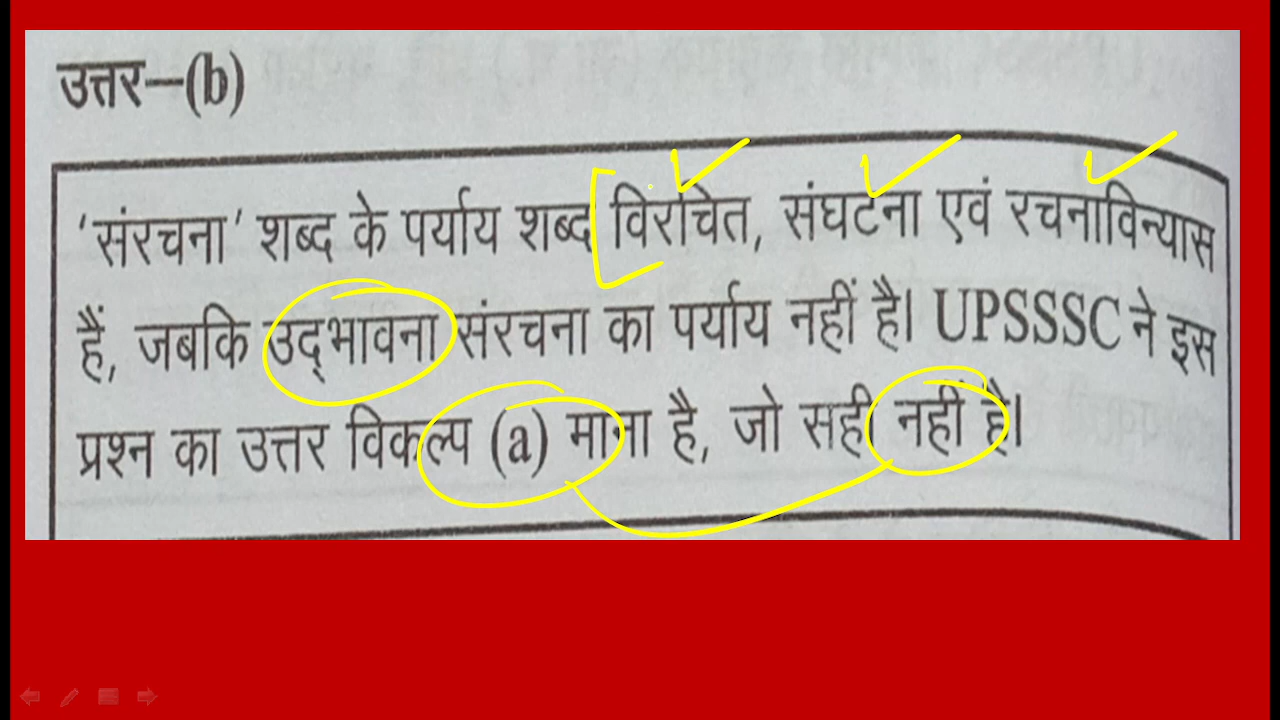 उत्तर–(b)
'संरचना' शब्द के पर्याय शब्द विरचित, संघटना एवं रचनाविन्यास
हैं, जबकि उद्‌भावना संरचना का पर्याय नहीं है। UPSSSC ने इस
प्रश्न का उत्तर विकल्प (a) माना है, जो सही नहीं है।